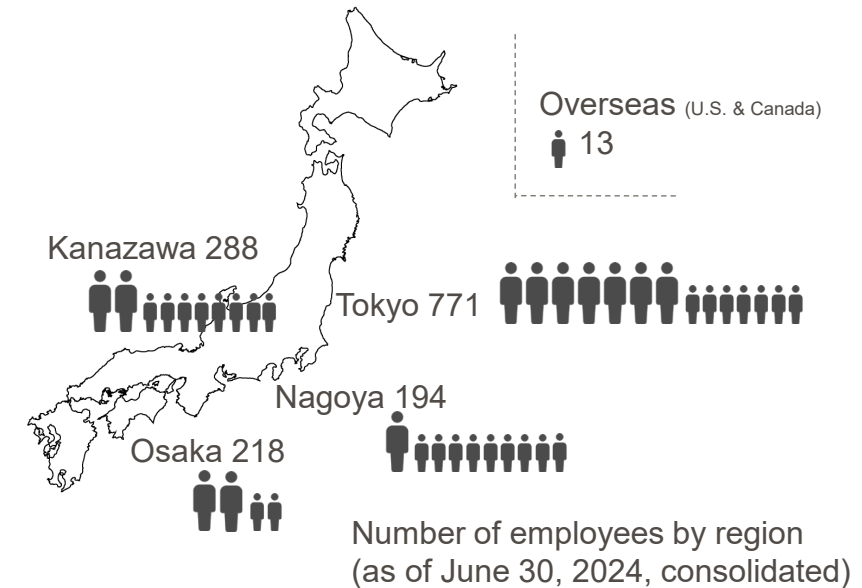 Overseas (U.S. & Canada)
13
Kanazawa 288
Tokyo 771
Nagoya 194
Osaka 218
Number of employees by region
(as of June 30, 2024, consolidated)